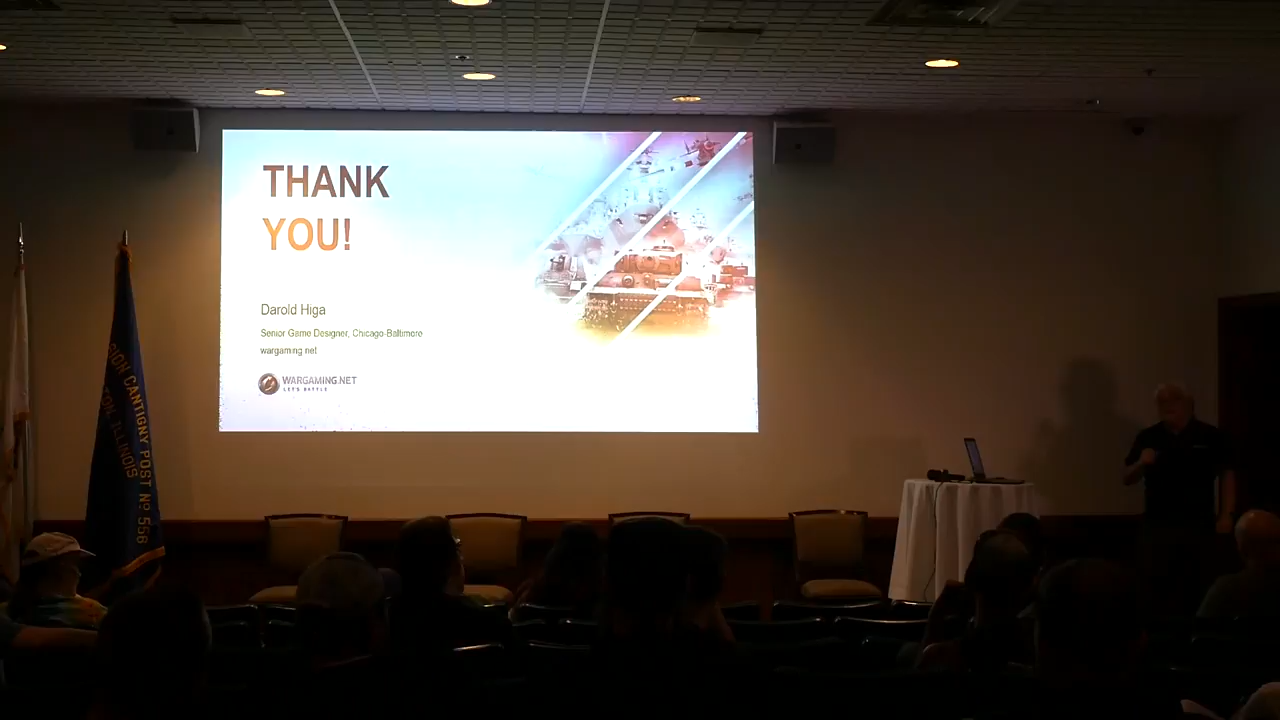 THANK
YOU!
Darold Higa
Senior Game Designer, Chicago-Baltimore
wargaming.net
WARGAMING.NET
LET'S BATTLE
CANTIGNY POST Nº 556
ILLINOIS